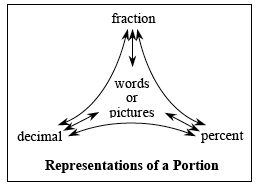 fraction
words
or
pictures
decimal
percent
Representations of a Portion